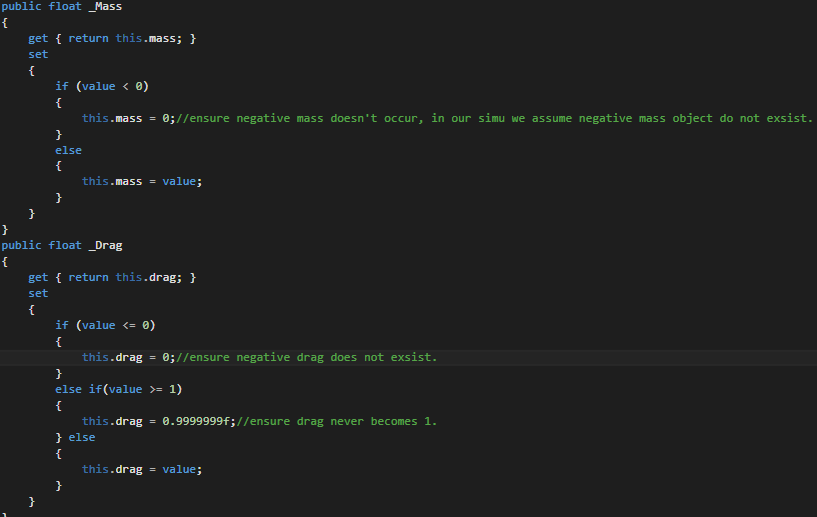 public float _Mass
{
    get { return this.mass; }
    set
    {
        if (value < 0)
        {
            this.mass = 0;//ensure negative mass doesn't occur, in our simu we assume negative mass object do not exsist.
        }
        else
        {
            this.mass = value;
        }
    }
}
public float _Drag
{
    get { return this.drag; }
    set
    {
        if (value <= 0)
        {
            this.drag = 0;//ensure negative drag does not exsist.
        }
        else if(value >= 1)
        {
            this.drag = 0.9999999f;//ensure drag never becomes 1.
        } else
        {
            this.drag = value;
        }
    }
}